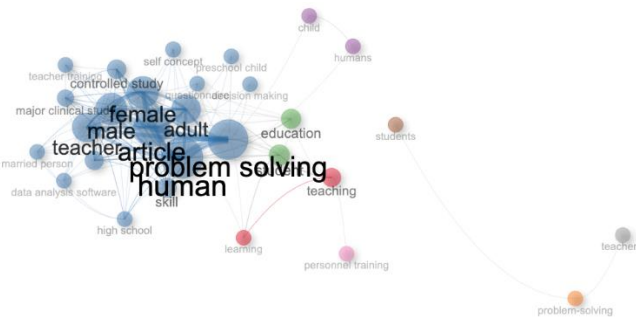 child
humans
self concept
preschool child
teacher training
controlled study
questionnaire
decision making
major clinical study
female
male
adult
education
students
teacher
article
married person
problem solving
student
human
teaching
data analysis software
skill
high school
learning
personnel training
teacher
problem-solving